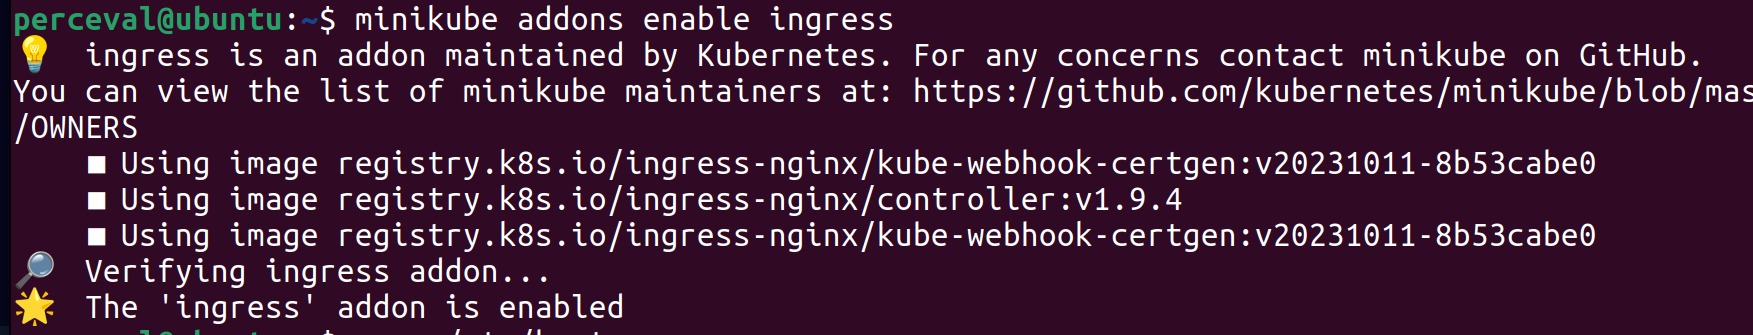 perceval@ubuntu:~$ minikube addons enable ingress
💡 ingress is an addon maintained by Kubernetes. For any concerns contact minikube on GitHub.
You can view the list of minikube maintainers at: https://github.com/kubernetes/minikube/blob/mas
/OWNERS
■ Using image registry.k8s.io/ingress-nginx/kube-webhook-certgen:v20231011-8b53cabe0
■ Using image registry.k8s.io/ingress-nginx/controller:v1.9.4
■ Using image registry.k8s.io/ingress-nginx/kube-webhook-certgen:v20231011-8b53cabe0
🔎 Verifying ingress addon...
🌟 The 'ingress' addon is enabled